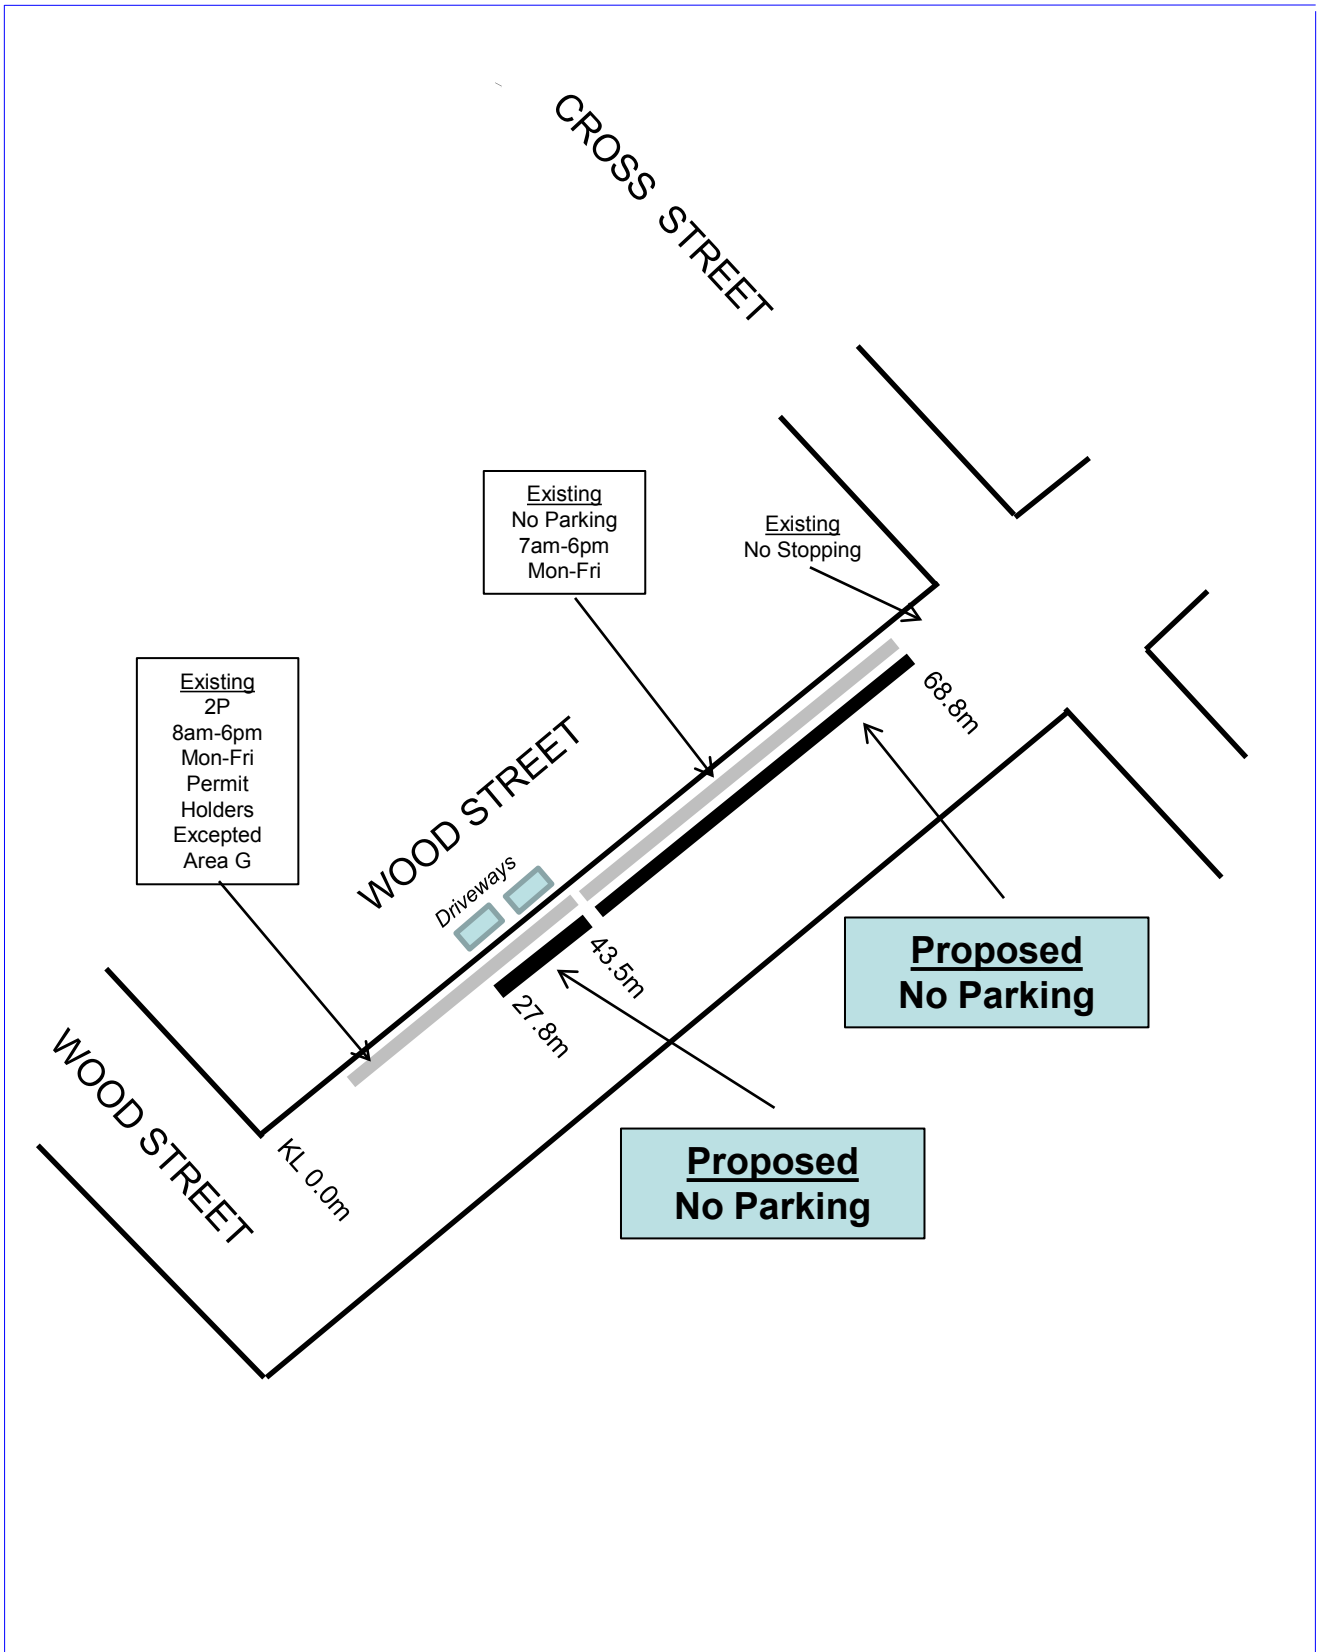 CROSS STREET
Existing
No Parking
7am-6pm
Mon-Fri
Existing
No Stopping
Existing
2P
8am-6pm
Mon-Fri
Permit
Holders
Excepted
Area G
WOOD STREET
Driveways
68.8m
43.5m
27.8m
Proposed
No Parking
WOOD STREET
KL 0.0m
Proposed
No Parking